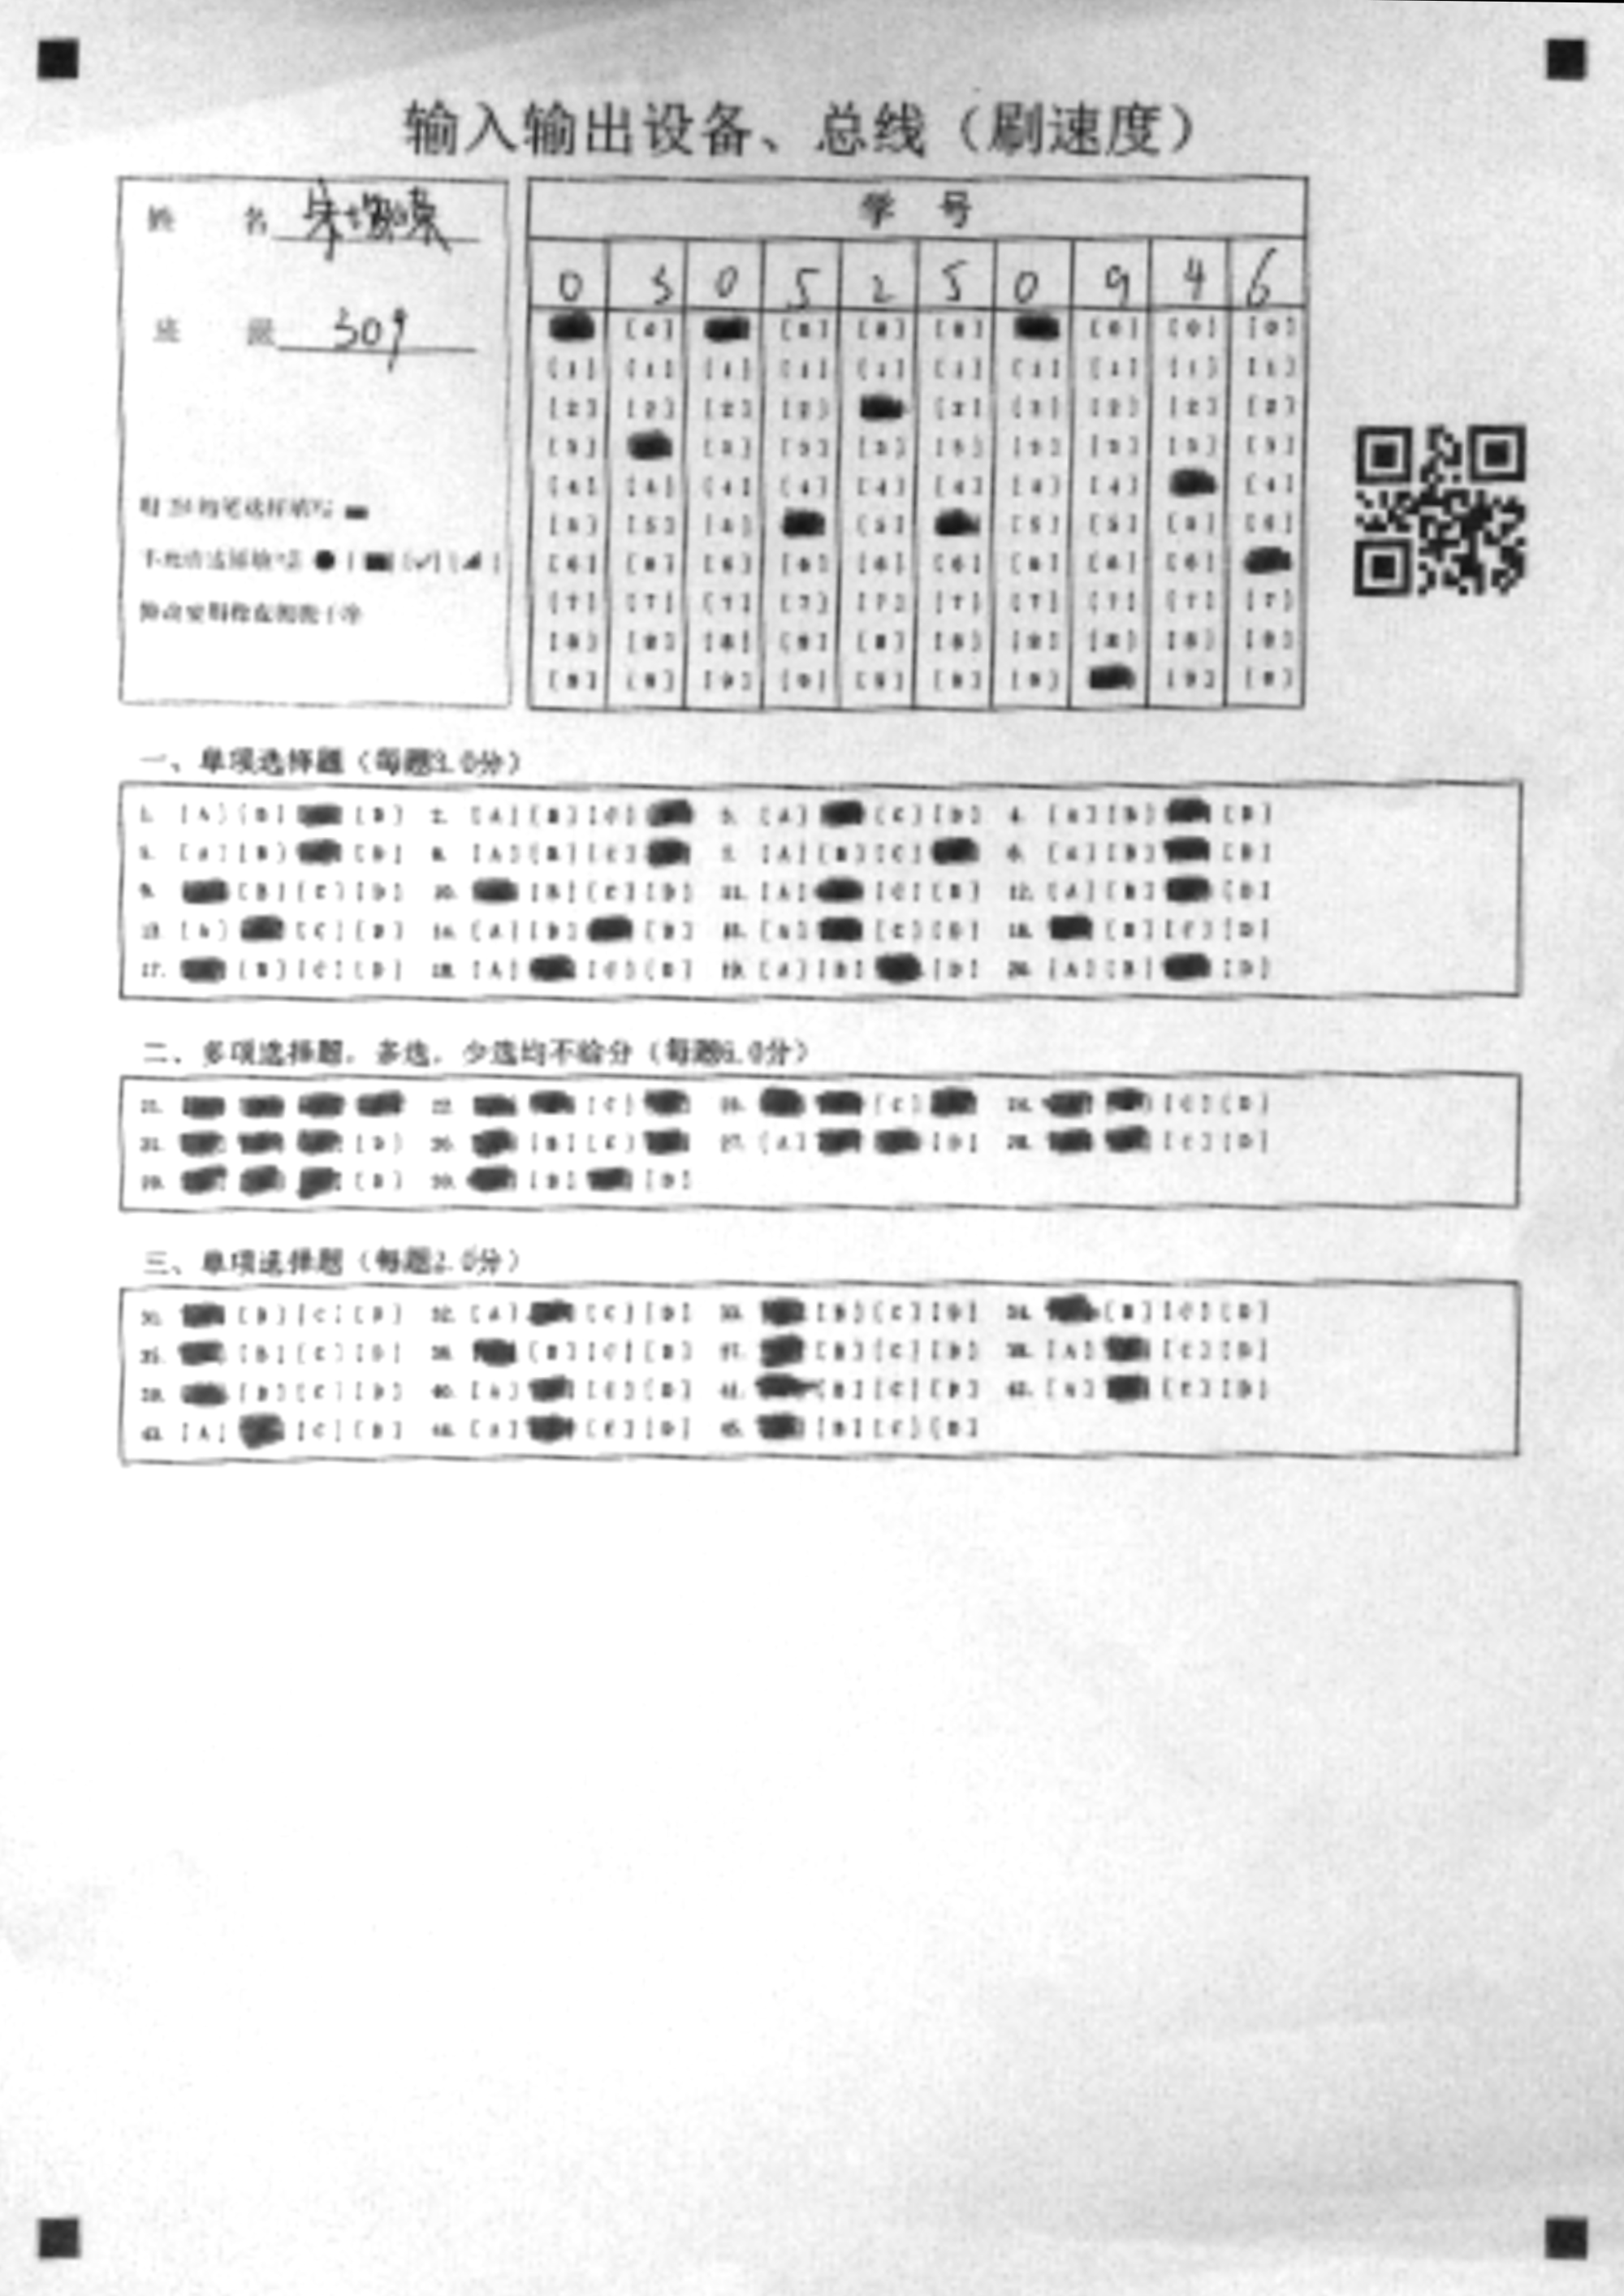 输入输出设备、总线（刷速度）
姓 名
班 级 309
学 号
0 3 0 5 2 5 0 9 4 6
[0] [0] [0] [0] [0] [0] [0]
[1] [1] [1] [1] [1] [1] [1] [1] [1] [1]
[2] [2] [2] [2] [2] [2] [2] [2] [2]
[3] [3] [3] [3] [3] [3] [3] [3] [3]
[4] [4] [4] [4] [4] [4] [4] [4] [4]
[5] [5] [5] [5] [5] [5] [5] [5]
[6] [6] [6] [6] [6] [6] [6] [6] [6]
[7] [7] [7] [7] [7] [7] [7] [7] [7] [7]
[8] [8] [8] [8] [8] [8] [8] [8] [8] [8]
[9] [9] [9] [9] [9] [9] [9] [9] [9]
一、单项选择题（每题3.0分）
1. [A] [B] [D] 2. [A] [B] [C] 3. [A] [C] [D] 4. [A] [B] [D]
5. [A] [B] [D] 6. [A] [B] [C] 7. [A] [B] [C] 8. [A] [B] [D]
9. [B] [C] [D] 10. [B] [C] [D] 11. [A] [C] [D] 12. [A] [B] [D]
13. [A] [C] [D] 14. [A] [B] [D] 15. [A] [C] [D] 16. [B] [C] [D]
17. [B] [C] [D] 18. [A] [C] [D] 19. [A] [B] [D] 20. [A] [B] [D]
二、多项选择题，多选，少选均不给分（每题6.0分）
21. 22. [C] 23. [C] 24. [C] [D]
25. [D] 26. [B] [C] 27. [A] [D] 28. [C] [D]
29. [D] 30. [B] [D]
三、单项选择题（每题2.0分）
31. [B] [C] [D] 32. [A] [C] [D] 33. [B] [C] [D] 34. [B] [C] [D]
35. [B] [C] [D] 36. [B] [C] [D] 37. [B] [C] [D] 38. [A] [C] [D]
39. [B] [C] [D] 40. [A] [C] [D] 41. [B] [C] [D] 42. [A] [C] [D]
43. [A] [C] [D] 44. [A] [C] [D] 45. [B] [C] [D]